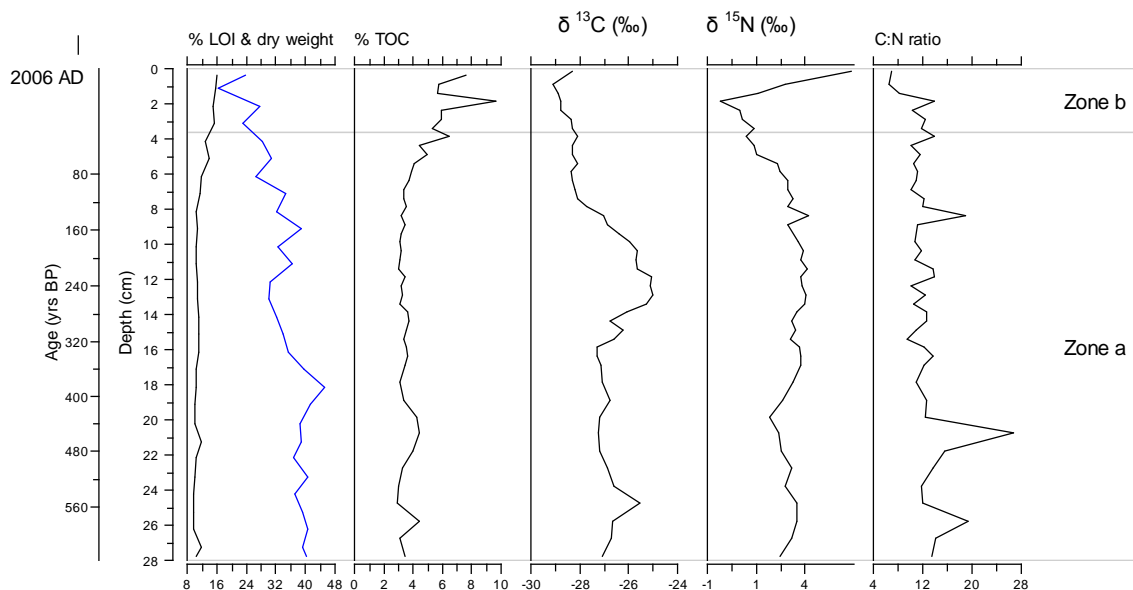 δ 13C (‰) δ 15N (‰)
% LOI & dry weight % TOC C:N ratio
2006 AD
0
2
4
6
8
10
12
14
16
18
20
22
24
26
28
80
160
240
320
400
480
560
Age (yrs BP)
Depth (cm)
Zone b
Zone a
8 16 24 32 40 48 0 2 4 6 8 10 -30 -28 -26 -24 -1 1 4 4 12 20 28